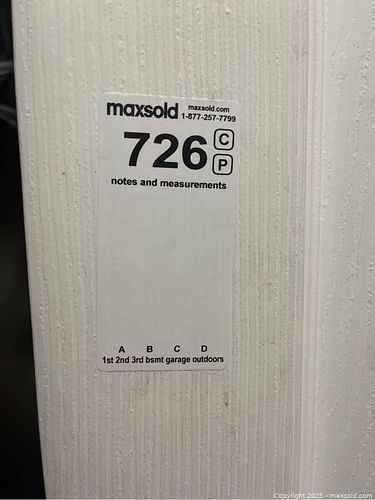 maxsold maxsold.com
1-877-257-7799
726 C
P
notes and measurements
A B C D
1st 2nd 3rd bsmt garage outdoors
Copyright 2025 - maxsold.com